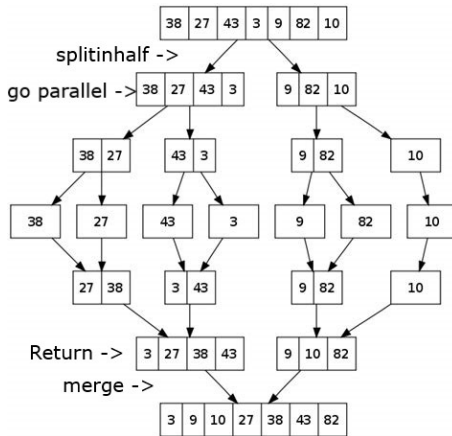 38 27 43 3 9 82 10
splitinhalf ->
go parallel -> 38 27 43 3 9 82 10
38 27 43 3 9 82 10
38 27 43 3 9 82 10
27 38 3 43 9 82 10
Return -> 3 27 38 43 9 10 82
merge ->
3 9 10 27 38 43 82